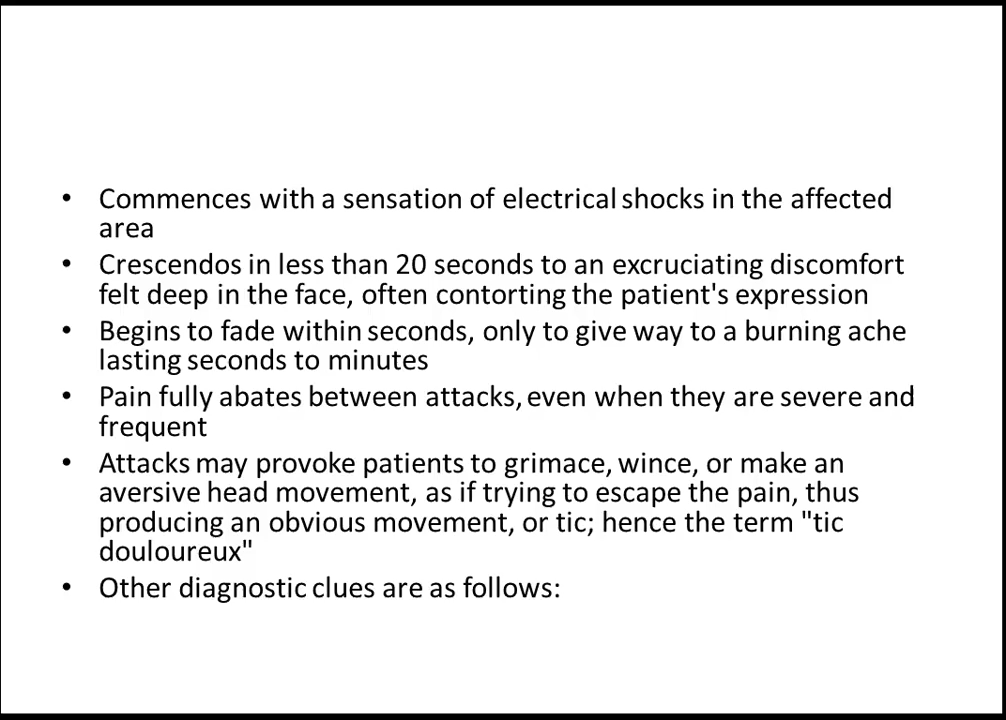 • Commences with a sensation of electrical shocks in the affected
area
• Crescendos in less than 20 seconds to an excruciating discomfort
felt deep in the face, often contorting the patient's expression
• Begins to fade within seconds, only to give way to a burning ache
lasting seconds to minutes
• Pain fully abates between attacks, even when they are severe and
frequent
• Attacks may provoke patients to grimace, wince, or make an
aversive head movement, as if trying to escape the pain, thus
producing an obvious movement, or tic; hence the term "tic
douloureux"
• Other diagnostic clues are as follows: